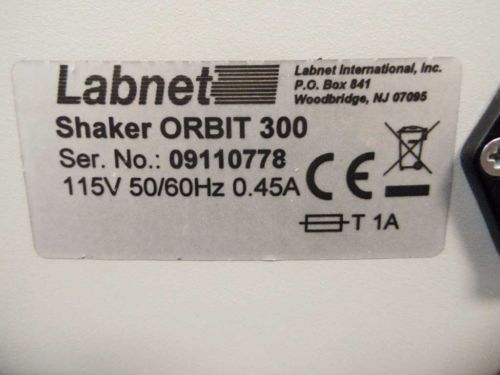 Labnet
Labnet International, Inc.
P.O. Box 841
Woodbridge, NJ 07095
Shaker ORBIT 300
Ser. No.: 09110778
115V 50/60Hz 0.45A
CE
T 1A